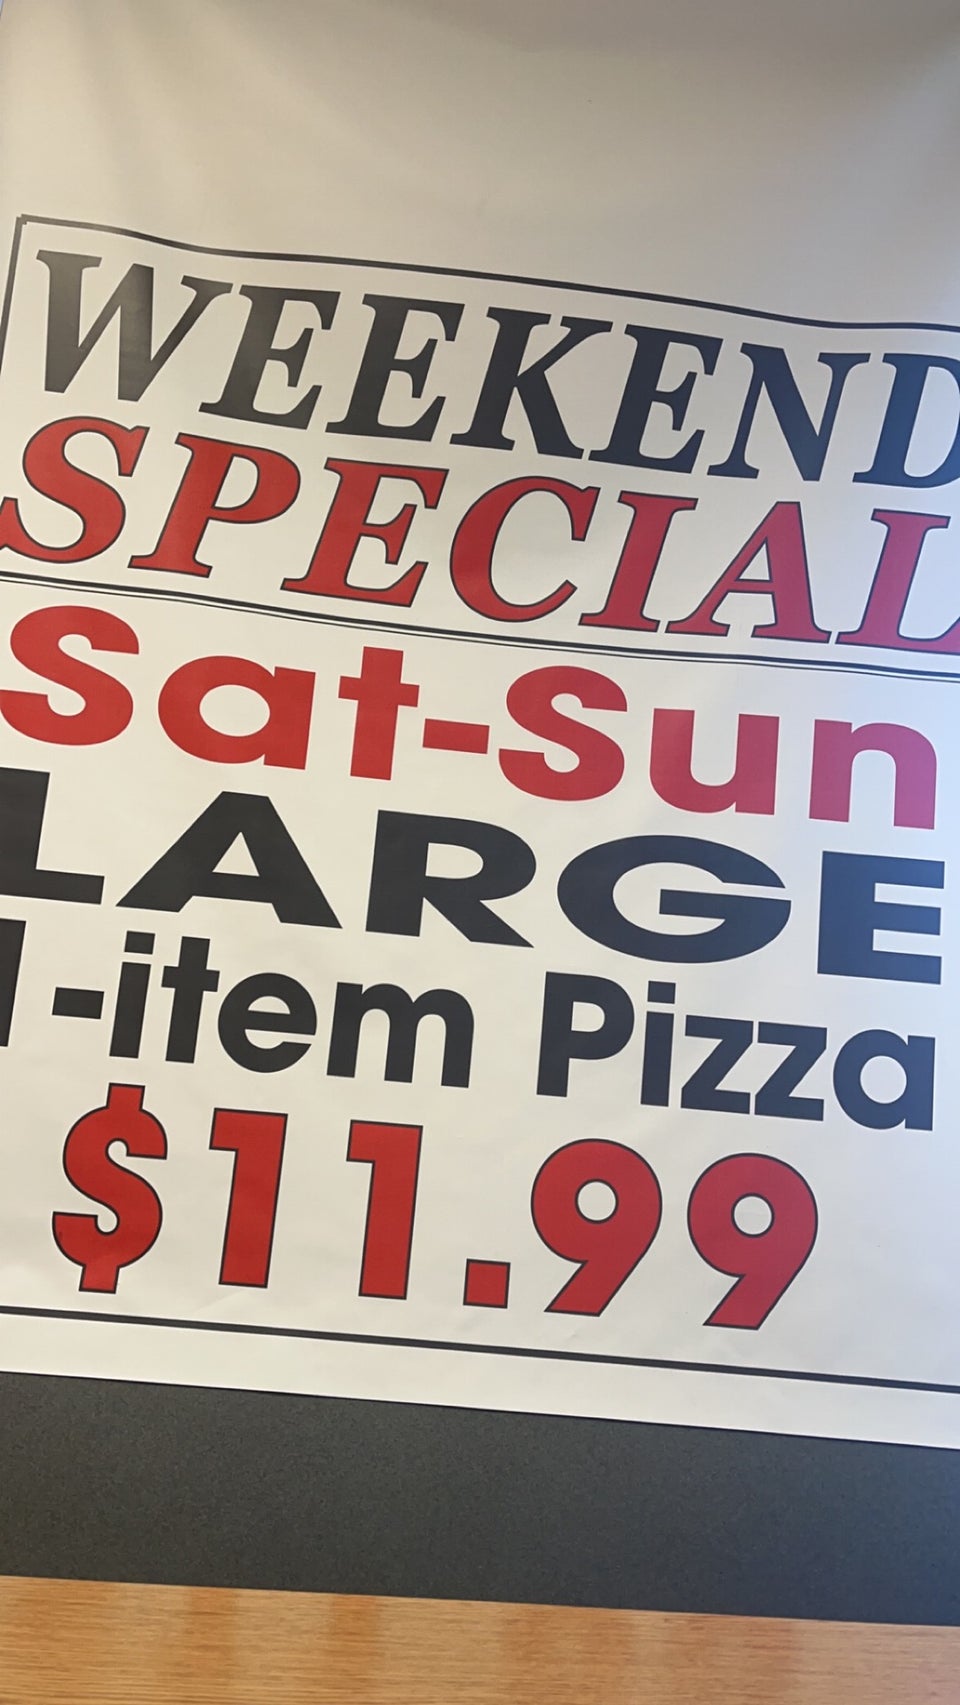 WEEKEND
SPECIAL
Sat-Sun
LARGE
1-item Pizza
$11.99